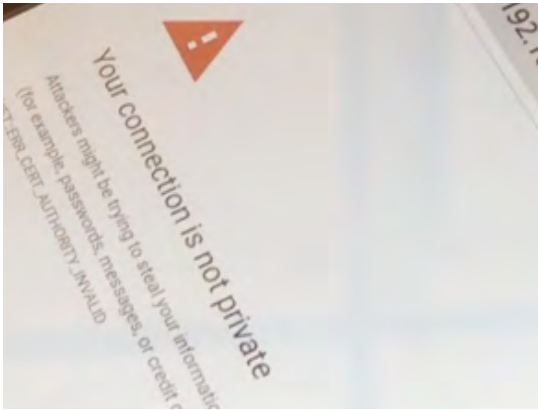 192.
Your connection is not private
Attackers might be trying to steal your
(for example, passwords, messages, or credit
NET::ERR_CERT_AUTHORITY_INVALID